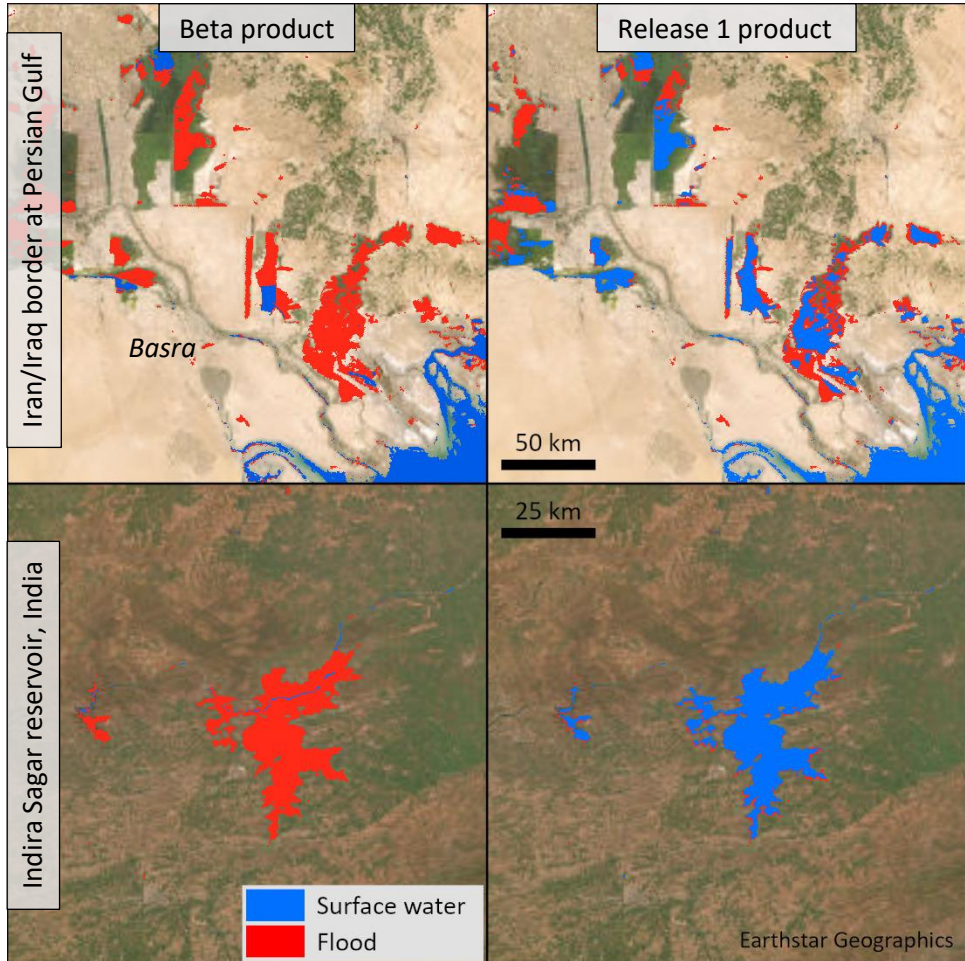 Beta product
Release 1 product
Iran/Iraq border at Persian Gulf
Basra
50 km
25 km
Indira Sagar reservoir, India
Surface water
Flood
Earthstar Geographics